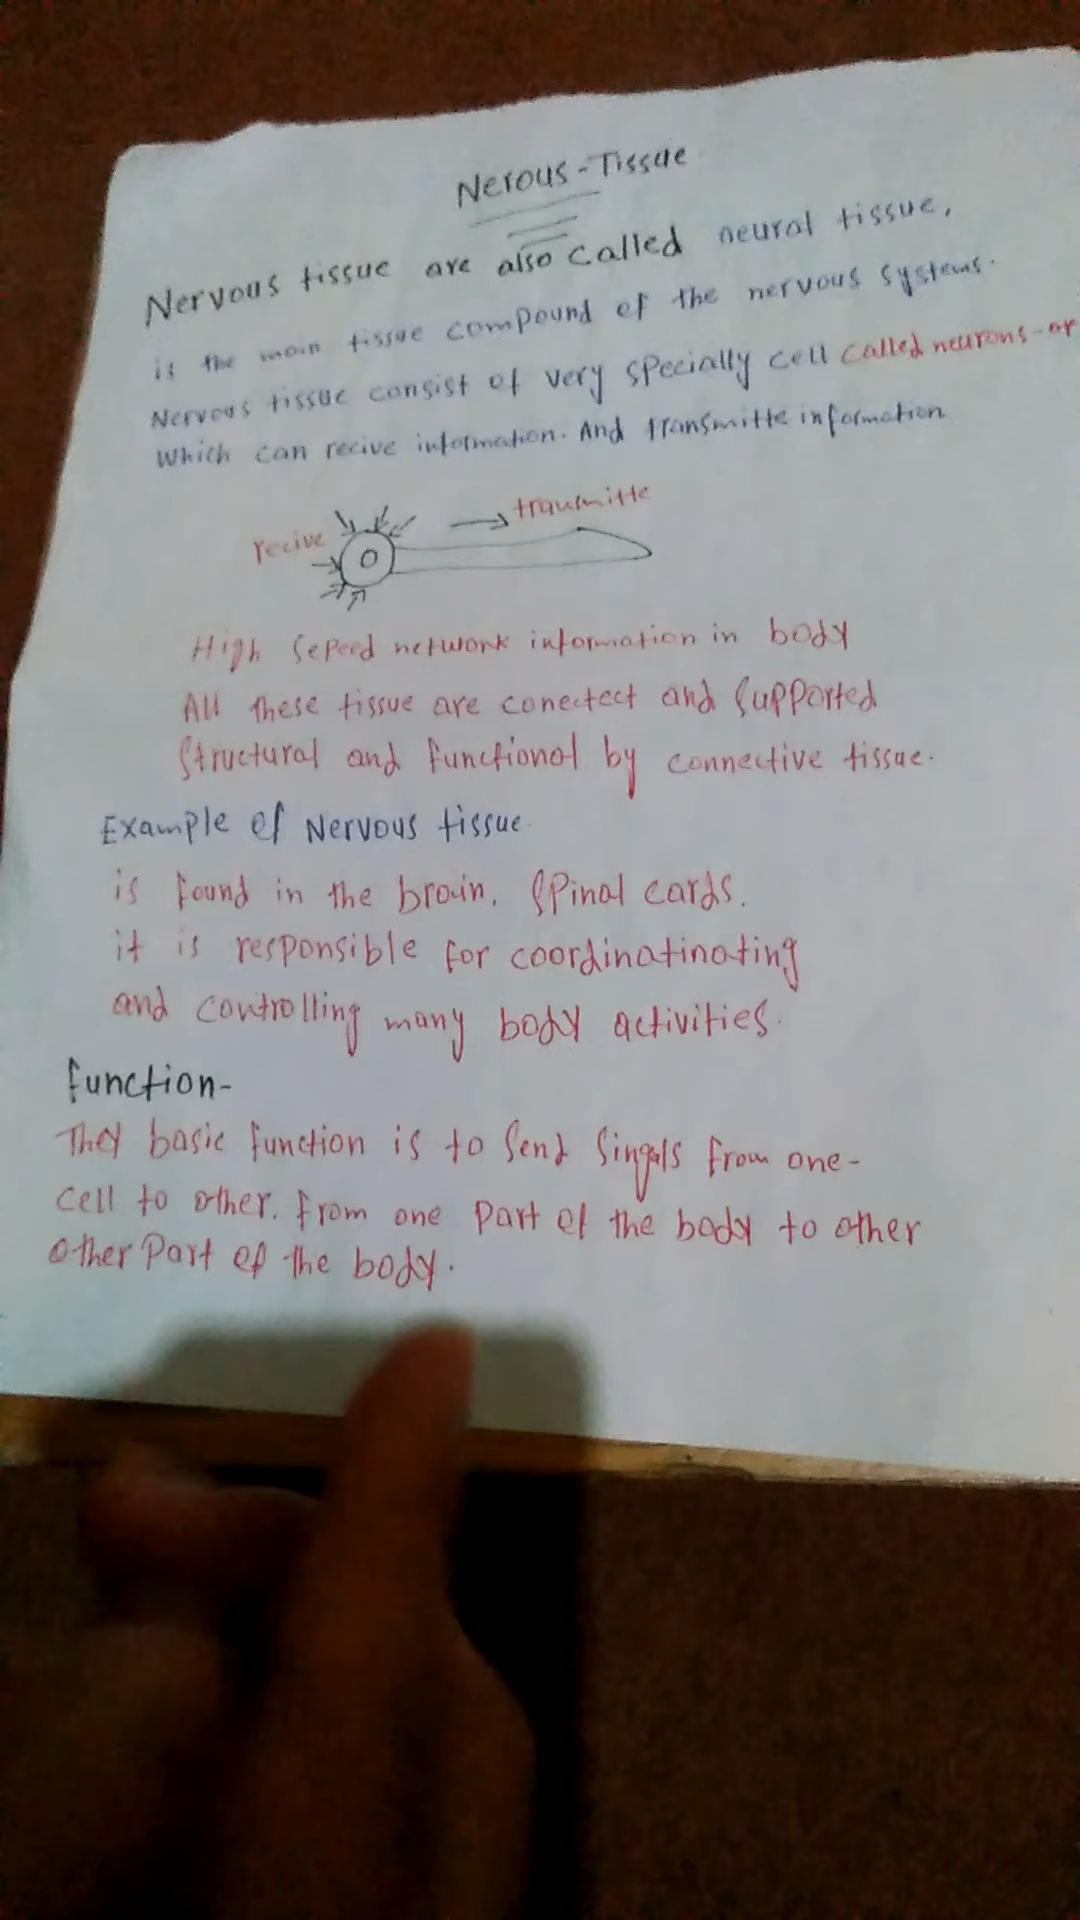 Nerous-Tissue
Nervous tissue are also called neural tissue,
is the main tissue compound of the nervous systems.
Nervous tissue consist of very specially cell called neurons-or
Which can recive information. And transmitte information
transmitte
recive
High Sepeed network information in body
All these tissue are conectect and supported
Structural and functional by connective tissue.
Example of Nervous tissue.
is found in the brain. Spinal cards.
it is responsible for coordinatinating
and controlling many body activities.
function-
They basic function is to Send Singals from one-
cell to other. from one part of the body to other
other Part of the body.